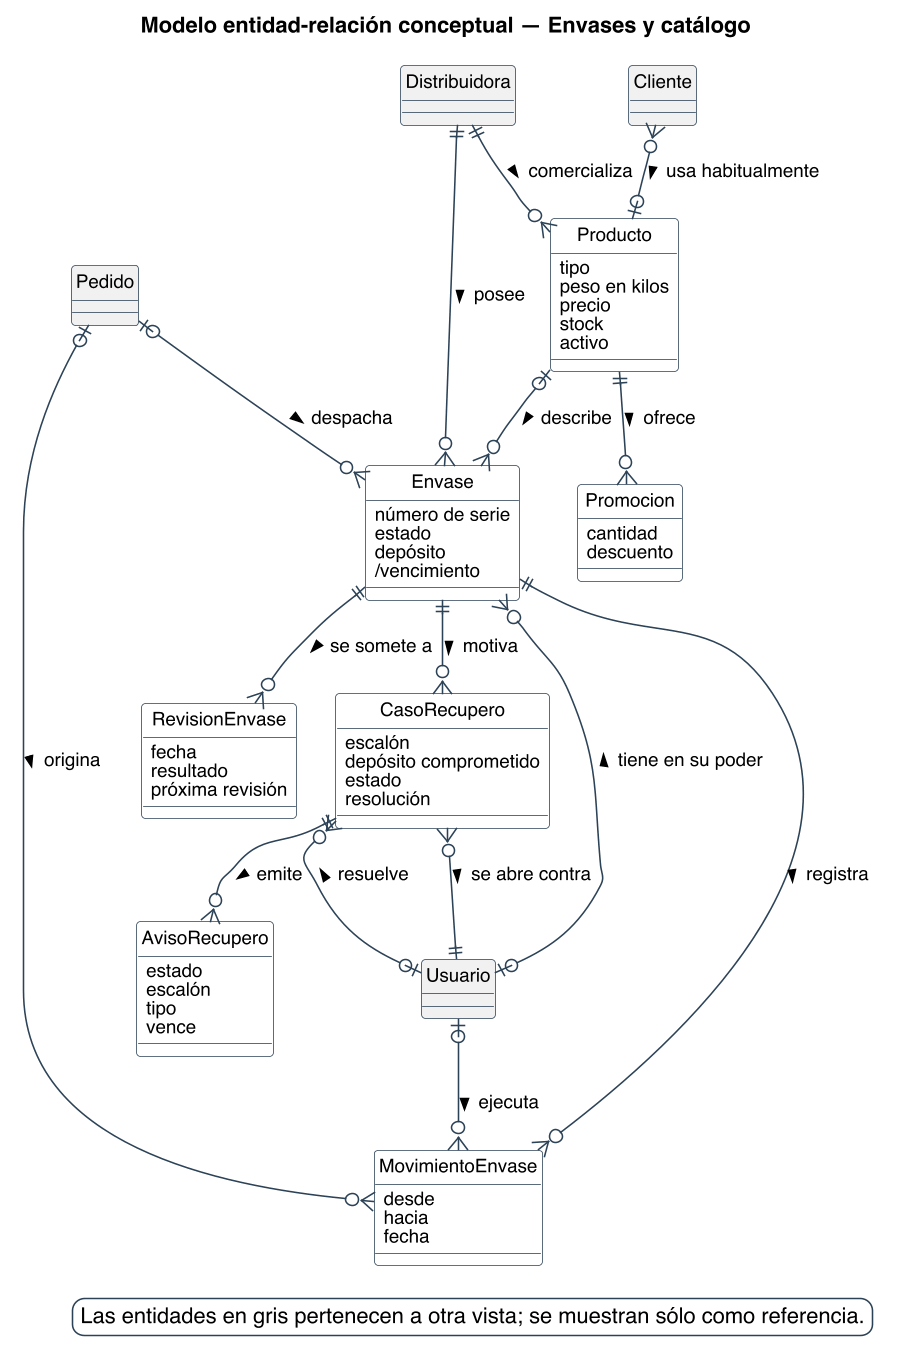 Modelo entidad-relación conceptual — Envases y catálogo
Distribuidora
Cliente
comercializa
usa habitualmente
Producto
tipo
peso en kilos
precio
stock
activo
Pedido
posee
despacha
describe
ofrece
Envase
número de serie
estado
depósito
/vencimiento
Promocion
cantidad
descuento
se somete a
motiva
RevisionEnvase
fecha
resultado
próxima revisión
CasoRecupero
escalón
depósito comprometido
estado
resolución
origina
tiene en su poder
emite
resuelve
se abre contra
registra
AvisoRecupero
estado
escalón
tipo
vence
Usuario
ejecuta
MovimientoEnvase
desde
hacia
fecha
Las entidades en gris pertenecen a otra vista; se muestran sólo como referencia.